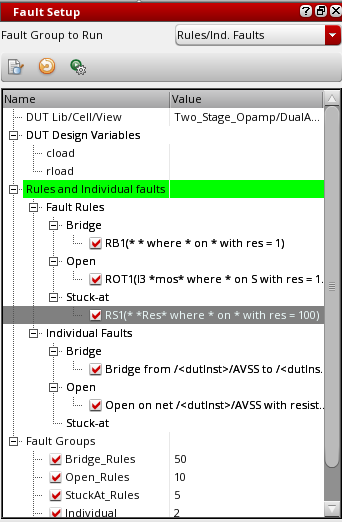 Fault Setup
Fault Group to Run Rules/Ind. Faults
Name Value
DUT Lib/Cell/View Two_Stage_Opamp/DualA...
DUT Design Variables
cload
rload
Rules and Individual faults
Fault Rules
Bridge
RB1(* * where * on * with res = 1)
Open
ROT1(I3 *mos* where * on S with res = 1.
Stuck-at
RS1(* *Res* where * on * with res = 100)
Individual Faults
Bridge
Bridge from /<dutInst>/AVSS to /<dutIns.
Open
Open on net /<dutInst>/AVSS with resist..
Stuck-at
Fault Groups
Bridge_Rules 50
Open_Rules 10
StuckAt_Rules 5
Individual 2